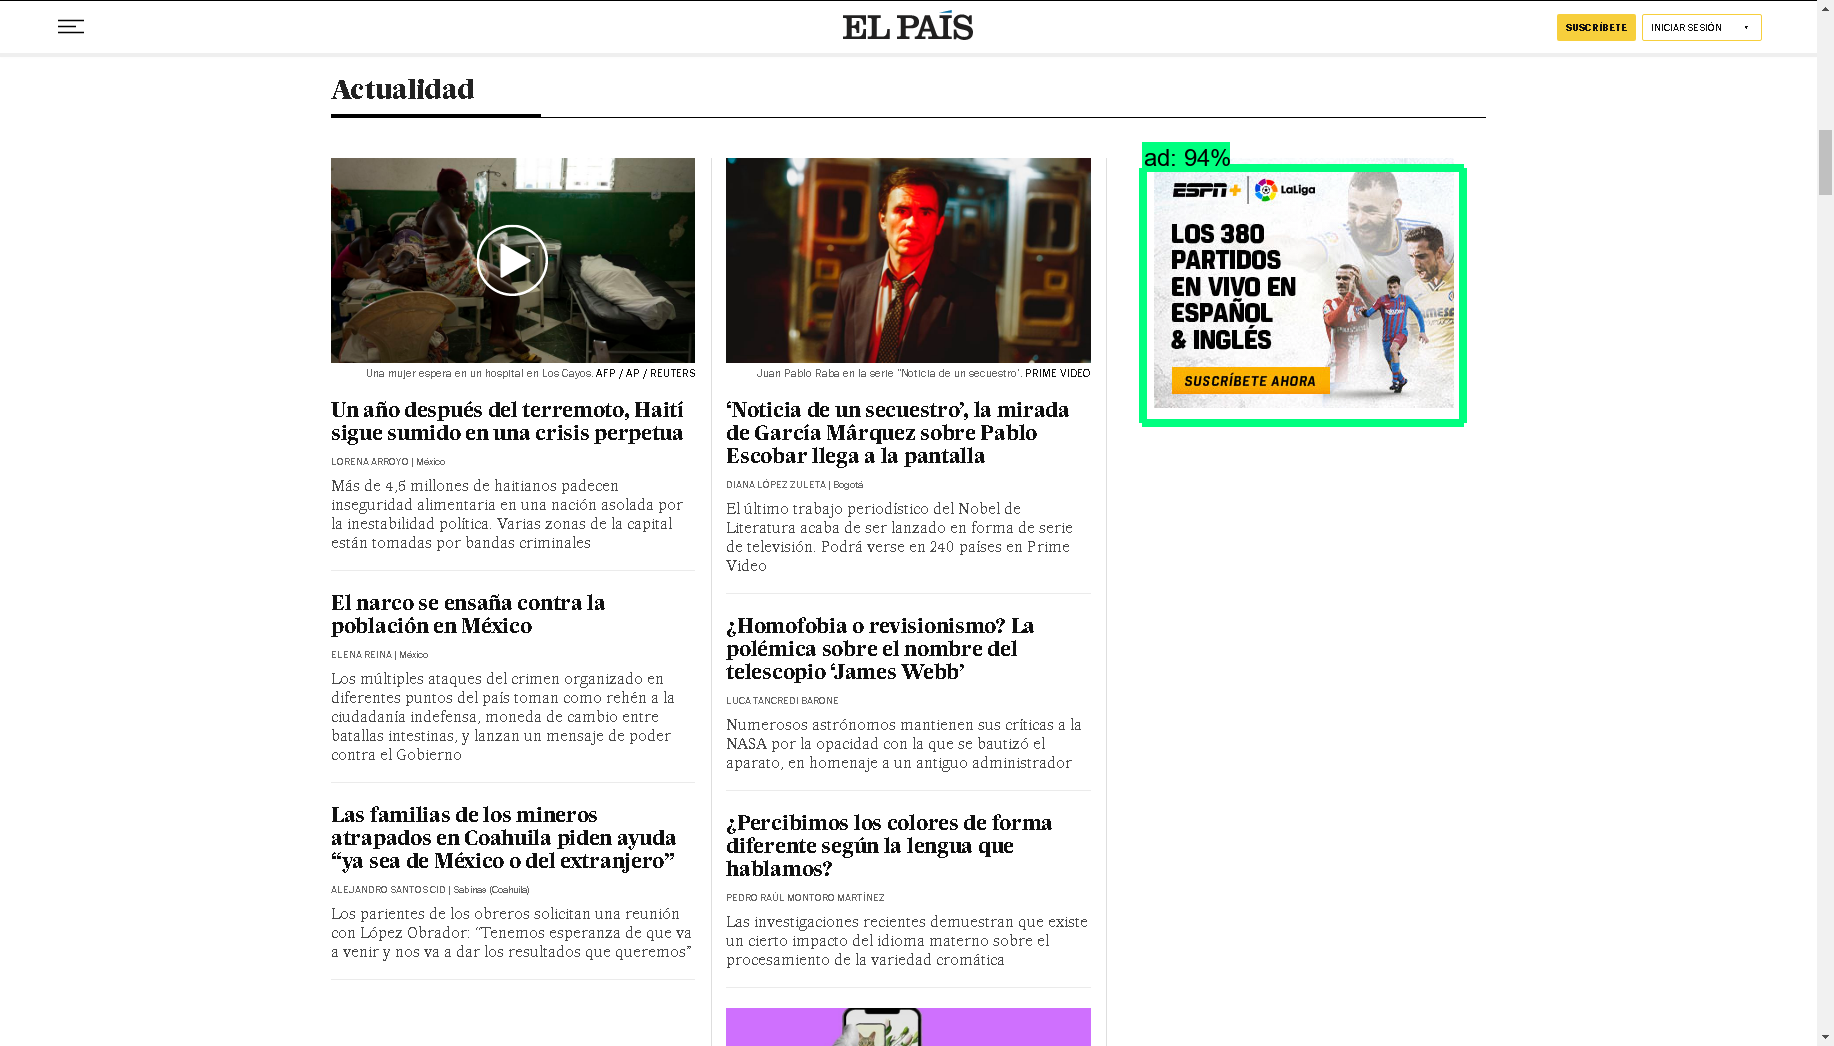 EL PAÍS
SUSCRÍBETE
INICIAR SESIÓN
Actualidad
Una mujer espera en un hospital en Los Cayos. AFP / AP / REUTERS
Un año después del terremoto, Haití
sigue sumido en una crisis perpetua
LORENA ARROYO | México
Más de 4,5 millones de haitianos padecen
inseguridad alimentaria en una nación asolada por
la inestabilidad política. Varias zonas de la capital
están tomadas por bandas criminales
El narco se ensaña contra la
población en México
ELENA REINA | México
Los múltiples ataques del crimen organizado en
diferentes puntos del país toman como rehén a la
ciudadanía indefensa, moneda de cambio entre
batallas intestinas, y lanzan un mensaje de poder
contra el Gobierno
Las familias de los mineros
atrapados en Coahuila piden ayuda
“ya sea de México o del extranjero”
ALEJANDRO SANTOS CID | Sabinas (Coahuila)
Los parientes de los obreros solicitan una reunión
con López Obrador: “Tenemos esperanza de que va
a venir y nos va a dar los resultados que queremos”
Juan Pablo Raba en la serie "Noticia de un secuestro". PRIME VIDEO
‘Noticia de un secuestro’, la mirada
de García Márquez sobre Pablo
Escobar llega a la pantalla
DIANA LÓPEZ ZULETA | Bogotá
El último trabajo periodístico del Nobel de
Literatura acaba de ser lanzado en forma de serie
de televisión. Podrá verse en 240 países en Prime
Video
¿Homofobia o revisionismo? La
polémica sobre el nombre del
telescopio ‘James Webb’
LUCA TANCREDI BARONE
Numerosos astrónomos mantienen sus críticas a la
NASA por la opacidad con la que se bautizó el
aparato, en homenaje a un antiguo administrador
¿Percibimos los colores de forma
diferente según la lengua que
hablamos?
PEDRO RAÚL MONTORO MARTÍNEZ
Las investigaciones recientes demuestran que existe
un cierto impacto del idioma materno sobre el
procesamiento de la variedad cromática
ad: 94%
ESPN+ LaLiga
LOS 380
PARTIDOS
EN VIVO EN
ESPAÑOL
& INGLÉS
SUSCRÍBETE AHORA